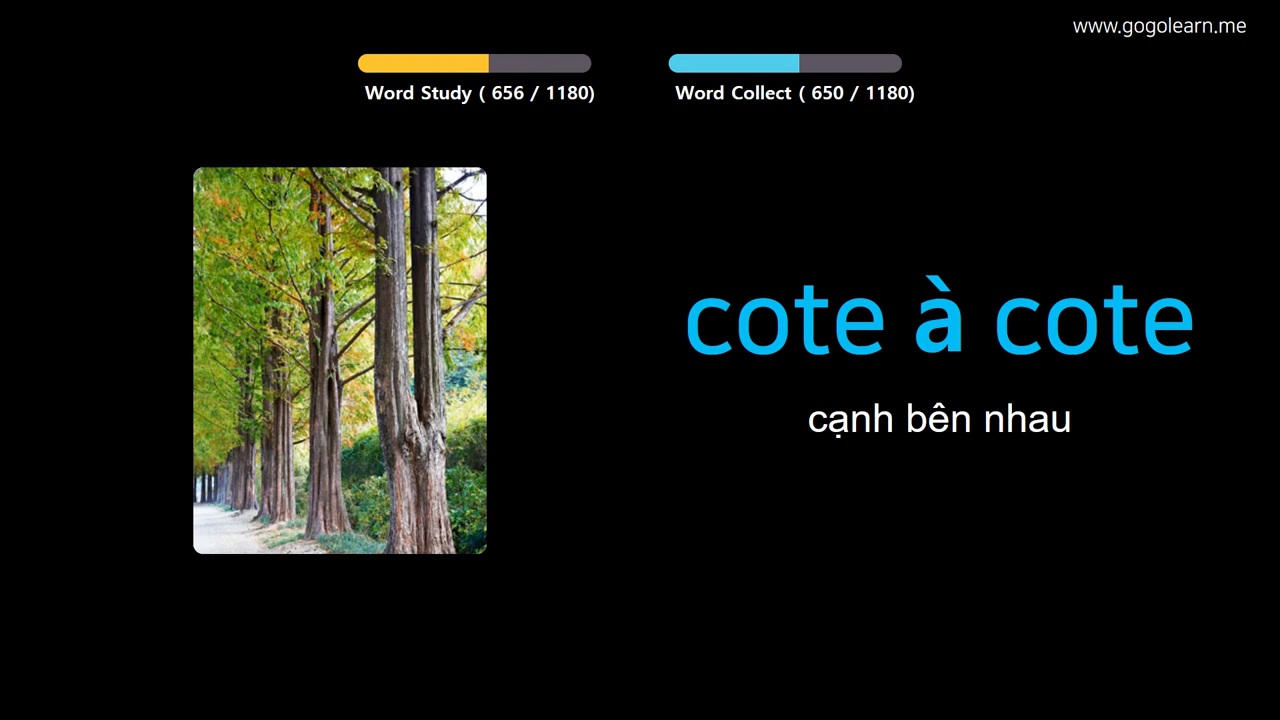 www.gogolearn.me
Word Study ( 656 / 1180)
Word Collect ( 650 / 1180)
cote à cote
cạnh bên nhau